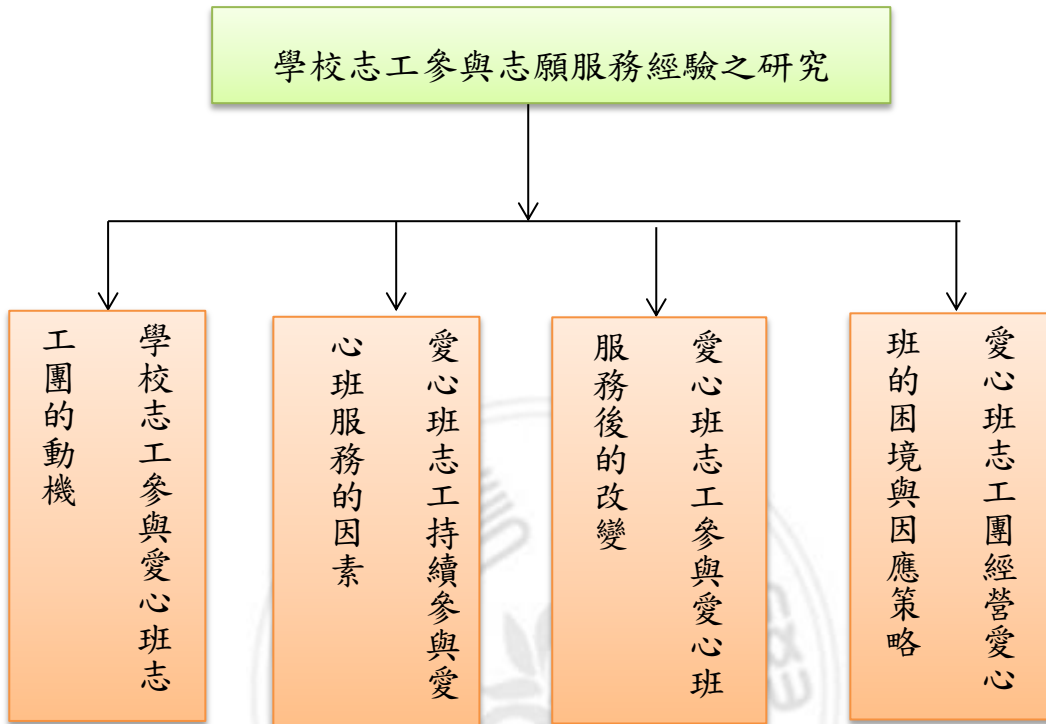 學校志工參與志願服務經驗之研究
學校志工參與愛心班志
工團的動機
愛心班志工持續參與愛
心班服務的因素
愛心班志工參與愛心班
服務後的改變
愛心班志工團經營愛心
班的困境與因應策略